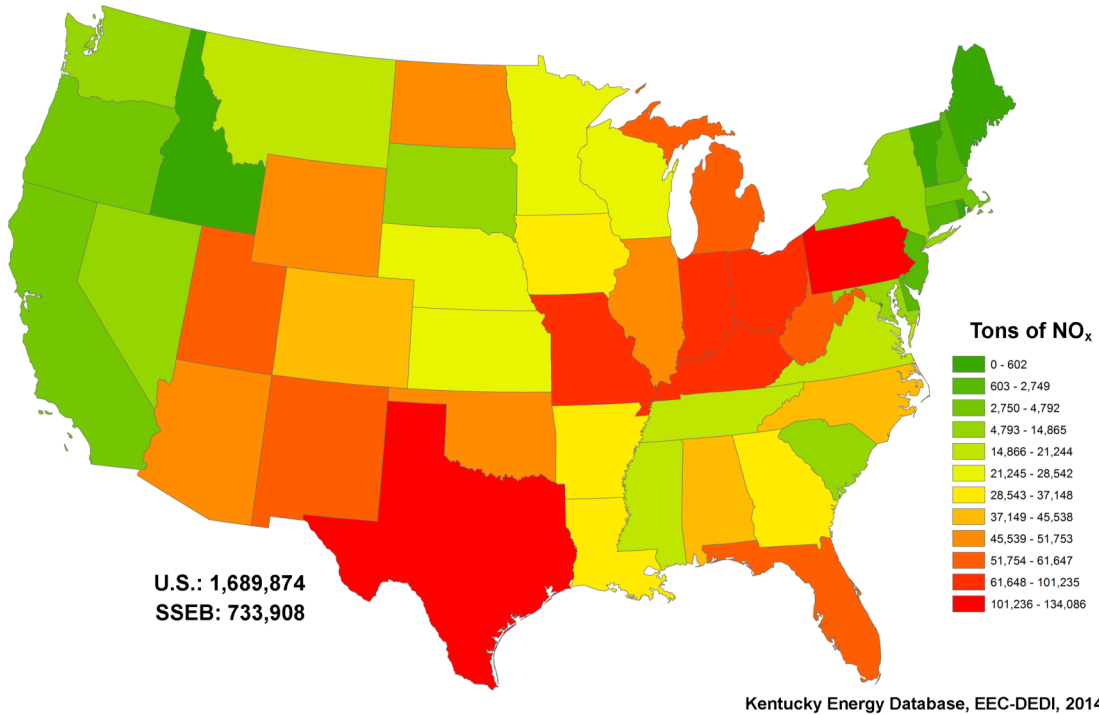 Tons of NOx
0 - 602
603 - 2,749
2,750 - 4,792
4,793 - 14,865
14,866 - 21,244
21,245 - 28,542
28,543 - 37,148
37,149 - 45,538
45,539 - 51,753
51,754 - 61,647
61,648 - 101,235
101,236 - 134,086
U.S.: 1,689,874
SSEB: 733,908
Kentucky Energy Database, EEC-DEDI, 2014